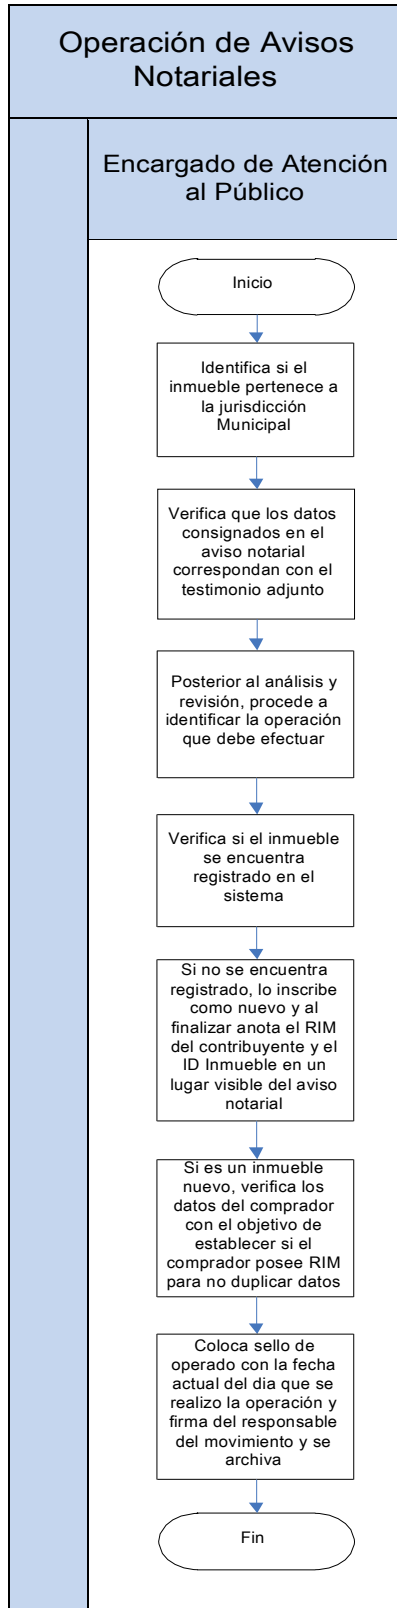 Operación de Avisos
Notariales
Encargado de Atención
al Público
Inicio
Identifica si el
inmueble pertenece a
la jurisdicción
Municipal
Verifica que los datos
consignados en el
aviso notarial
correspondan con el
testimonio adjunto
Posterior al análisis y
revisión, procede a
identificar la operación
que debe efectuar
Verifica si el inmueble
se encuentra
registrado en el
sistema
Si no se encuentra
registrado, lo inscribe
como nuevo y al
finalizar anota el RIM
del contribuyente y el
ID Inmueble en un
lugar visible del aviso
notarial
Si es un inmueble
nuevo, verifica los
datos del comprador
con el objetivo de
establecer si el
comprador posee RIM
para no duplicar datos
Coloca sello de
operado con la fecha
actual del dia que se
realizo la operación y
firma del responsable
del movimiento y se
archiva
Fin